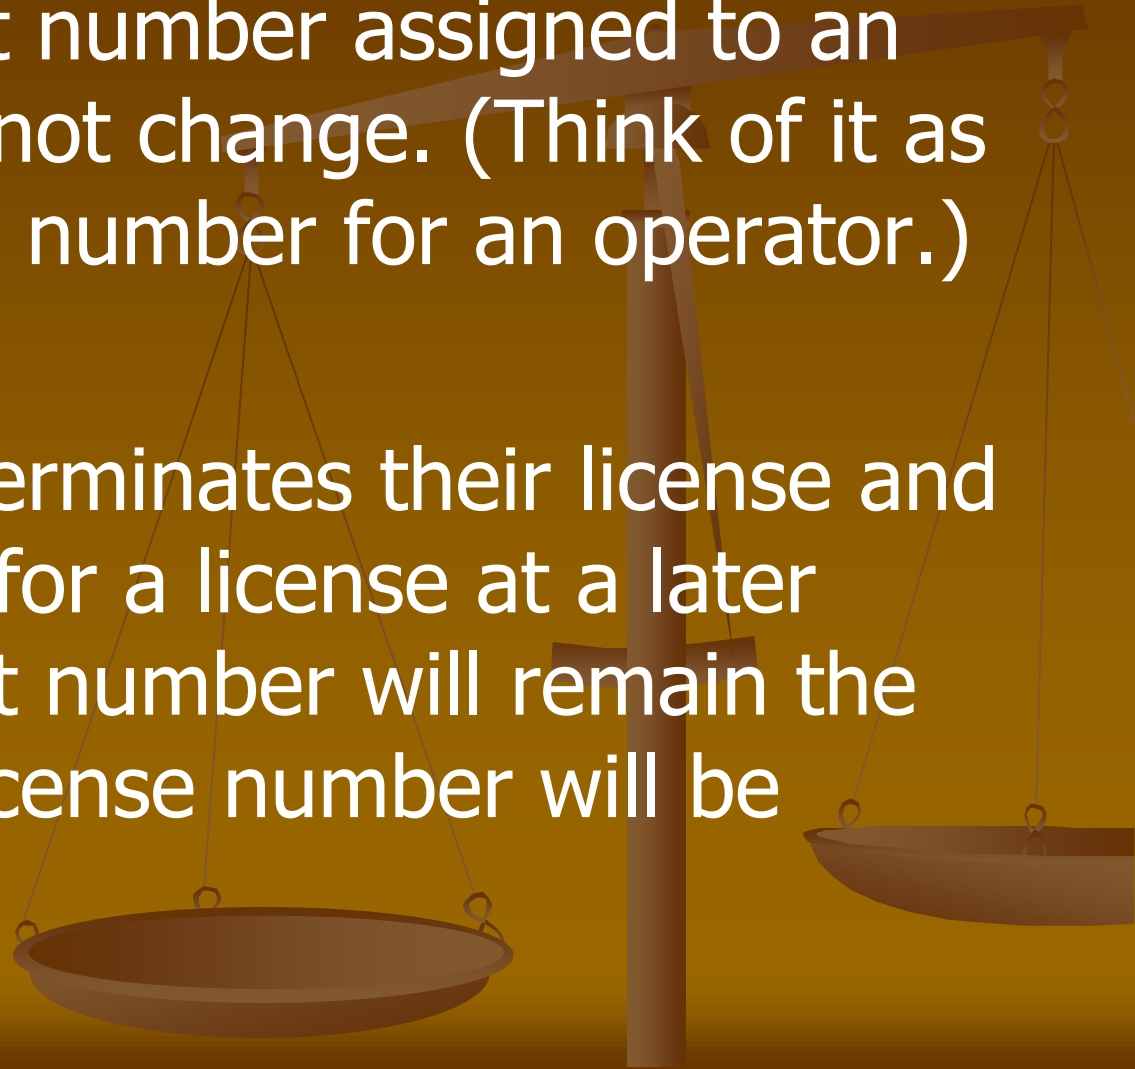 t number assigned to an
not change. (Think of it as
number for an operator.)
erminates their license and
for a license at a later
t number will remain the
cense number will be